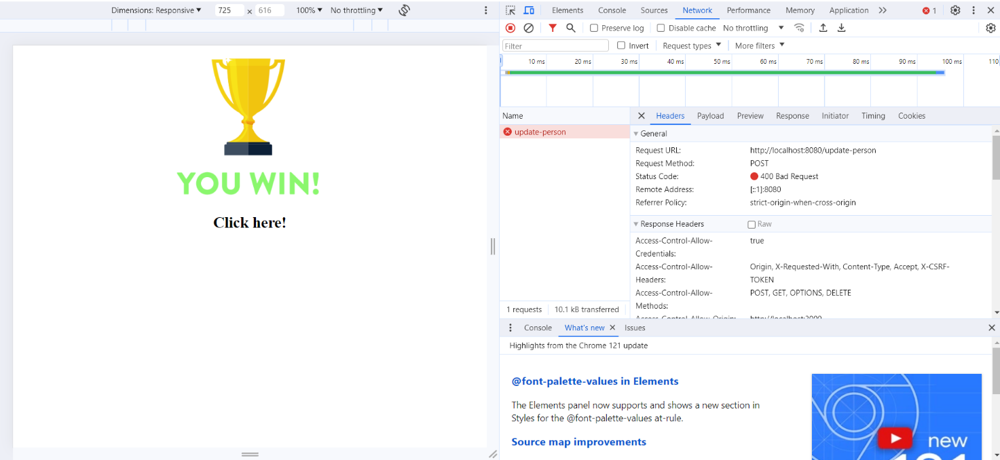 Dimensions: Responsive ▼ 725 × 616 100% ▼ No throttling ▼
YOU WIN!
Click here!
Elements Console Sources Network Performance Memory Application 1
Preserve log Disable cache No throttling ▼
Filter Invert Request types ▼ More filters ▼
10 ms 20 ms 30 ms 40 ms 50 ms 60 ms 70 ms 80 ms 90 ms 100 ms 110
Name
update-person
1 requests 10.1 kB transferred
Headers Payload Preview Response Initiator Timing Cookies
General
Request URL: http://localhost:8080/update-person
Request Method: POST
Status Code: 400 Bad Request
Remote Address: [::1]:8080
Referrer Policy: strict-origin-when-cross-origin
Response Headers Raw
Access-Control-Allow- true
Credentials:
Access-Control-Allow- Origin, X-Requested-With, Content-Type, Accept, X-CSRF-
Headers: TOKEN
Access-Control-Allow- POST, GET, OPTIONS, DELETE
Methods:
Access-Control-Allow-Origin: http://localhost:3000
Console What's new Issues
Highlights from the Chrome 121 update
@font-palette-values in Elements
The Elements panel now supports and shows a new section in
Styles for the @font-palette-values at-rule.
Source map improvements
new
121